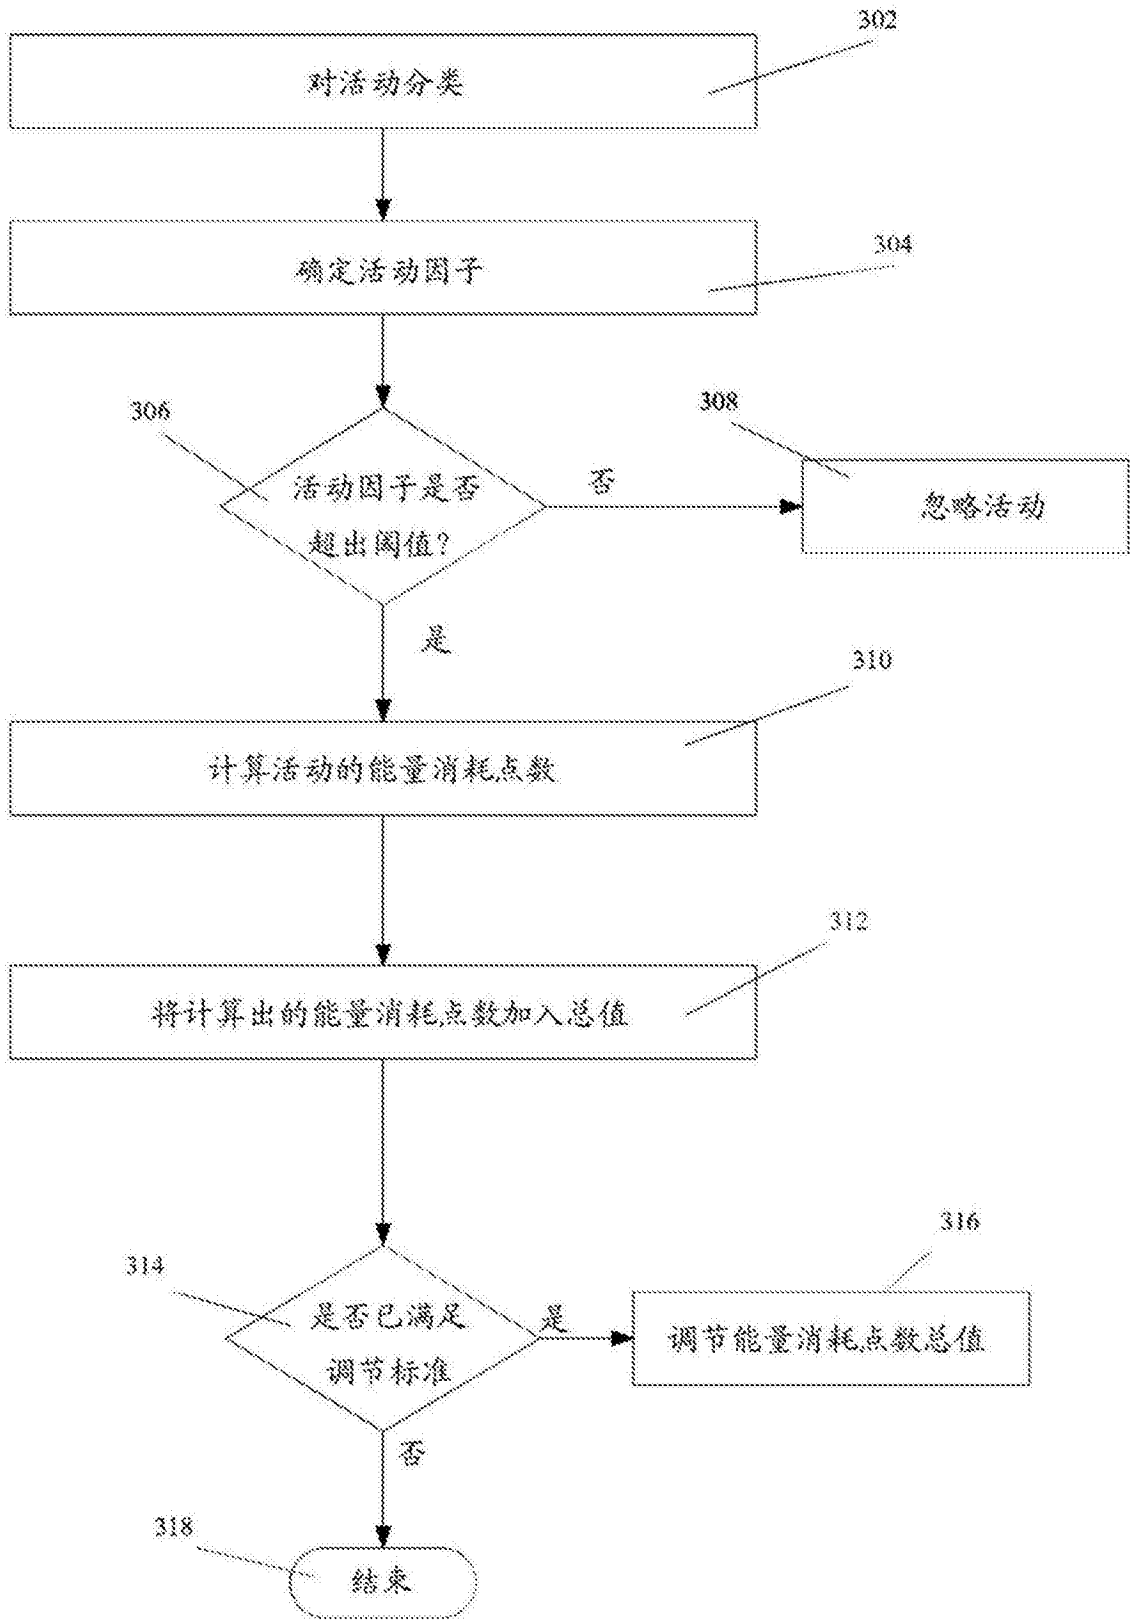 302
对活动分类
304
确定活动因子
306
308
活动因子是否
超出阈值?
否
忽略活动
是
310
计算活动的能量消耗点数
312
将计算出的能量消耗点数加入总值
314
316
是否已满足
调节标准
是
调节能量消耗点数总值
否
318
结束